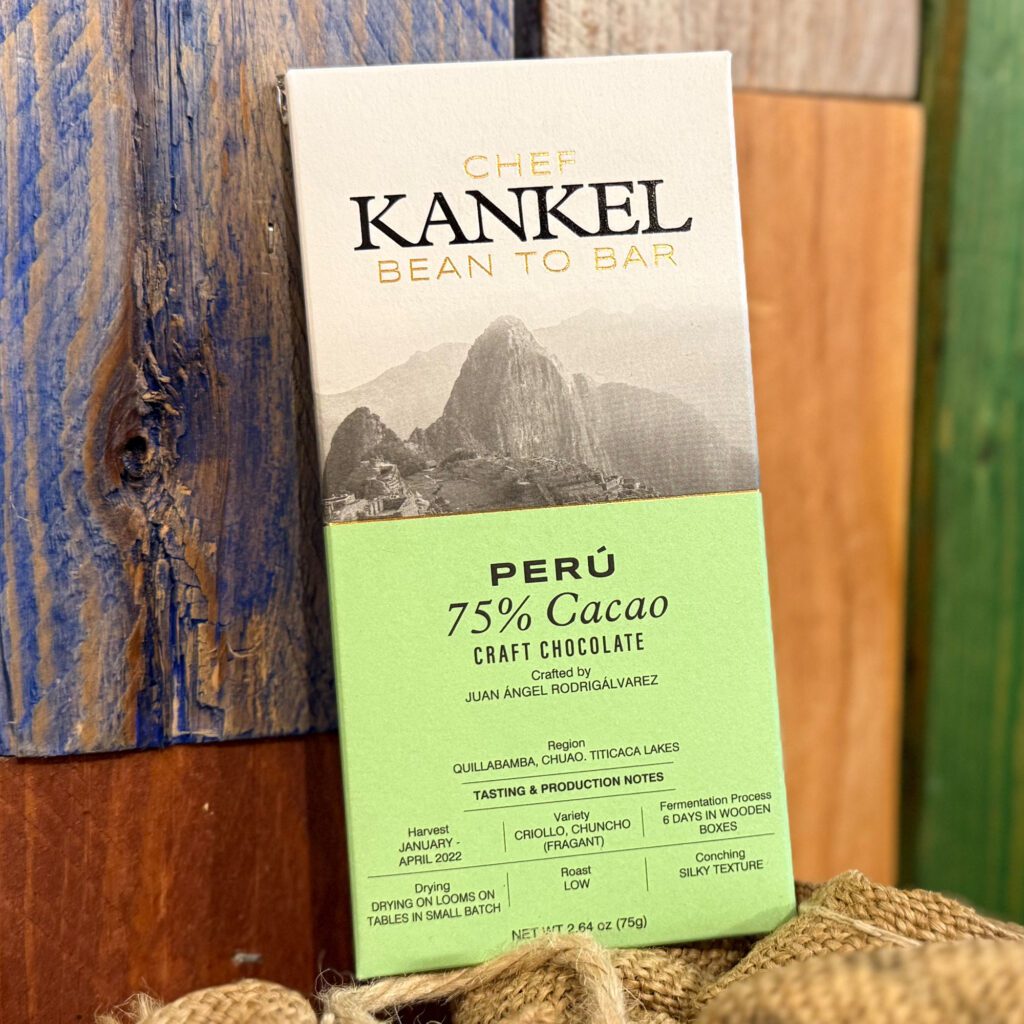 CHEF
KANKEL
BEAN TO BAR
PERÚ
75% Cacao
CRAFT CHOCOLATE
Crafted by
JUAN ÁNGEL RODRIGÁLVAREZ
Region
QUILLABAMBA, CHUAO. TITICACA LAKES
TASTING & PRODUCTION NOTES
Harvest
JANUARY -
APRIL 2022
Variety
CRIOLLO, CHUNCHO
(FRAGANT)
Fermentation Process
6 DAYS IN WOODEN
BOXES
Drying
DRYING ON LOOMS ON
TABLES IN SMALL BATCH
Roast
LOW
Conching
SILKY TEXTURE
NET WT 2.64 oz (75g)